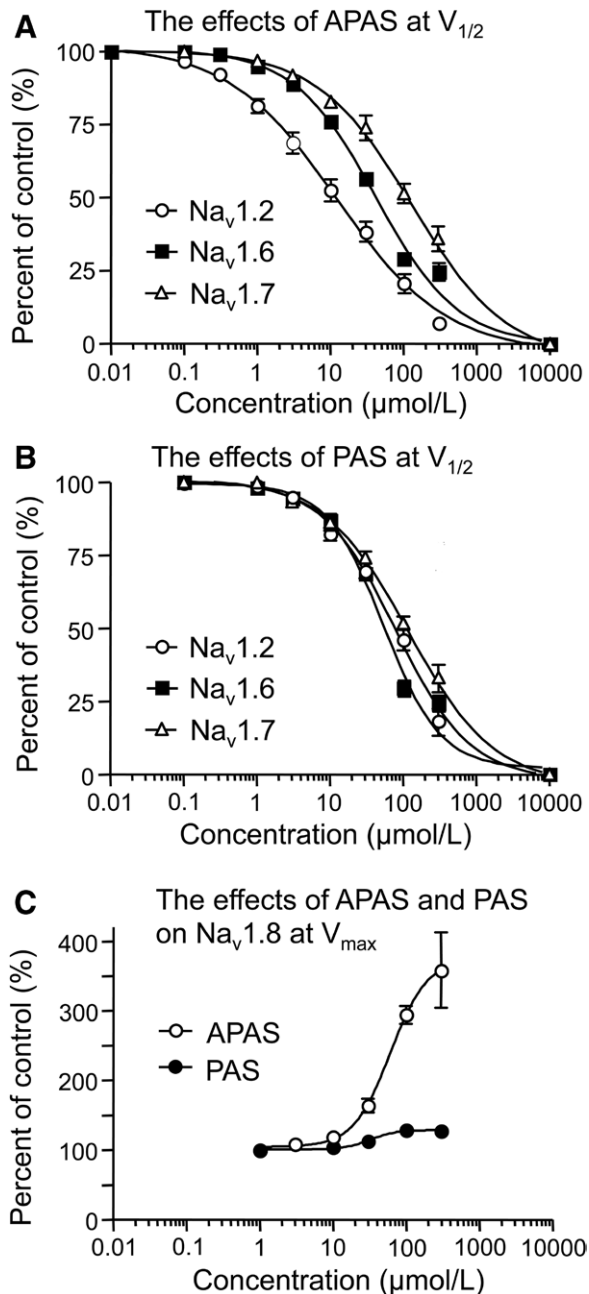 A
The effects of APAS at V1/2
Percent of control (%)
100
75
50
25
0
Nav1.2
Nav1.6
Nav1.7
0.01 0.1 1 10 100 1000 10000
Concentration (µmol/L)
B
The effects of PAS at V1/2
Percent of control (%)
100
75
50
25
0
Nav1.2
Nav1.6
Nav1.7
0.01 0.1 1 10 100 1000 10000
Concentration (µmol/L)
C
The effects of APAS and PAS
on Nav1.8 at Vmax
Percent of control (%)
400
300
200
100
0
APAS
PAS
0.01 0.1 1 10 100 1000 10000
Concentration (µmol/L)